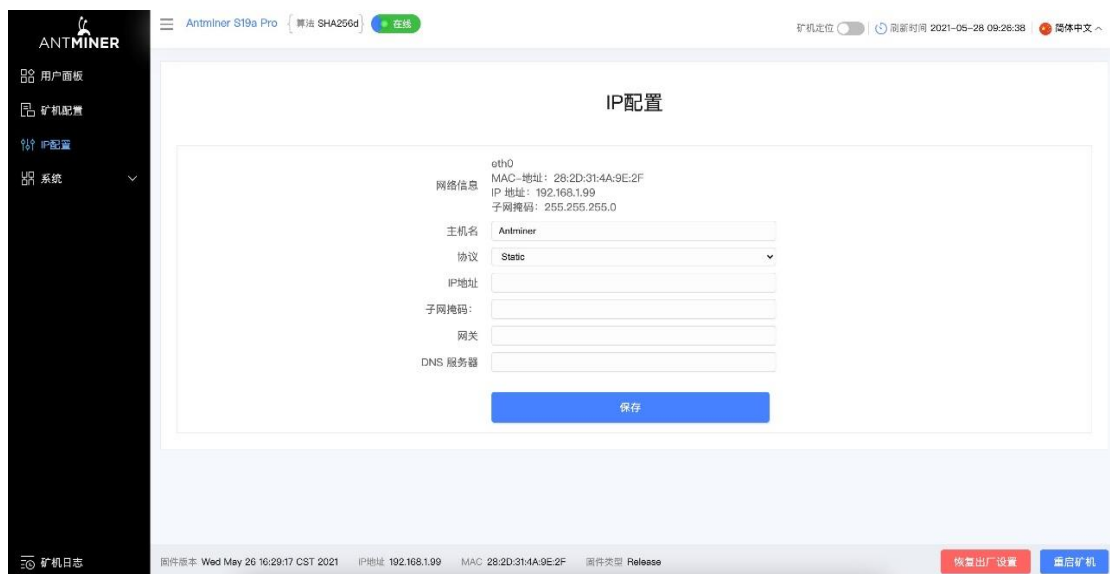 ANTMINER
Antminer S19a Pro
算法 SHA256d
在线
矿机定位
刷新时间 2021-05-28 09:26:38
简体中文
用户面板
矿机配置
IP配置
系统
IP配置
网络信息
eth0
MAC-地址: 28:2D:31:4A:9E:2F
IP 地址: 192.168.1.99
子网掩码: 255.255.255.0
主机名
Antminer
协议
Static
IP地址
子网掩码:
网关
DNS 服务器
保存
矿机日志
固件版本 Wed May 26 16:29:17 CST 2021
IP地址 192.168.1.99
MAC 28:2D:31:4A:9E:2F
固件类型 Release
恢复出厂设置
重启矿机